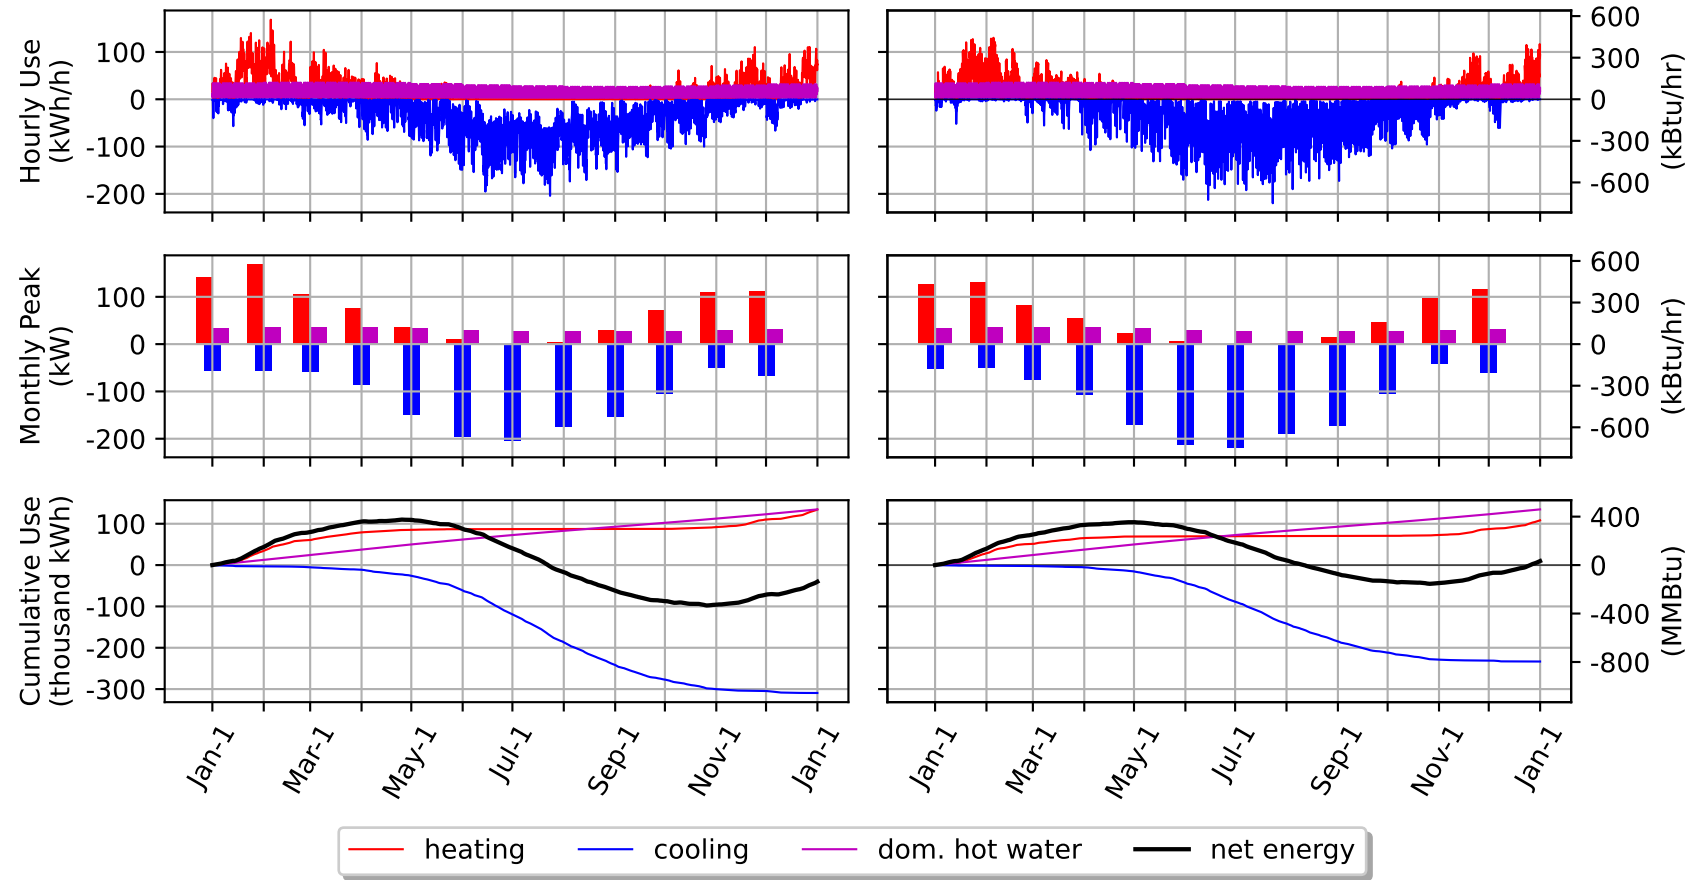 Hourly Use
(kWh/h)
100
0
-100
-200
600
300
0
-300
-600
(kBtu/hr)
Monthly Peak
(kW)
100
0
-100
-200
600
300
0
-300
-600
(kBtu/hr)
Cumulative Use
(thousand kWh)
100
0
-100
-200
-300
400
0
-400
-800
(MMBtu)
Jan-1
Mar-1
May-1
Jul-1
Sep-1
Nov-1
Jan-1
Jan-1
Mar-1
May-1
Jul-1
Sep-1
Nov-1
Jan-1
heating
cooling
dom. hot water
net energy